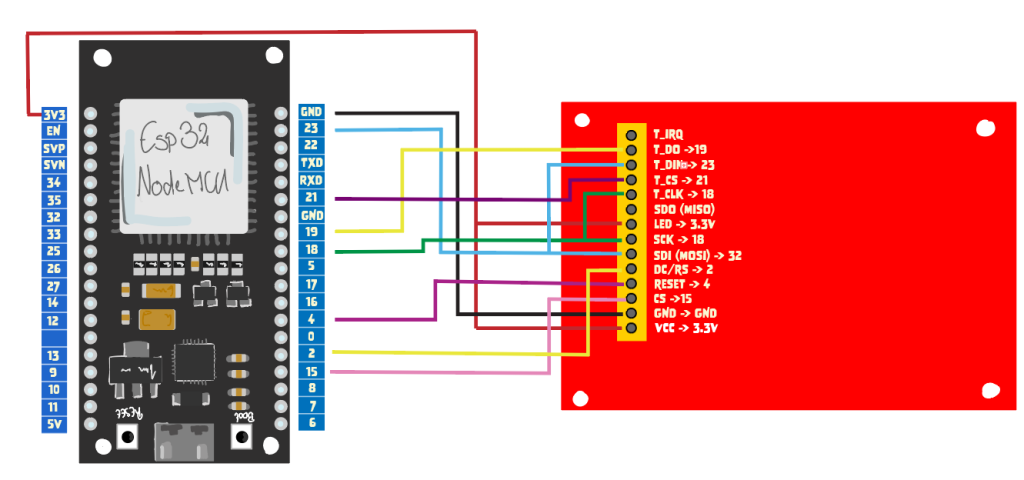 Esp32
NodeMCU
3V3
EN
SVP
SVN
34
35
32
33
25
26
27
14
12
13
9
10
11
5V
GND
23
22
TXD
RXD
21
GND
19
18
5
17
16
4
0
2
15
8
7
6
Reset
Boot
T_IRQ
T_DO ->19
T_DIN-> 23
T_CS -> 21
T_CLK -> 18
SDO (MISO)
LED -> 3.3V
SCK -> 18
SDI (MOSI) -> 32
DC/RS -> 2
RESET -> 4
CS ->15
GND -> GND
VCC -> 3.3V